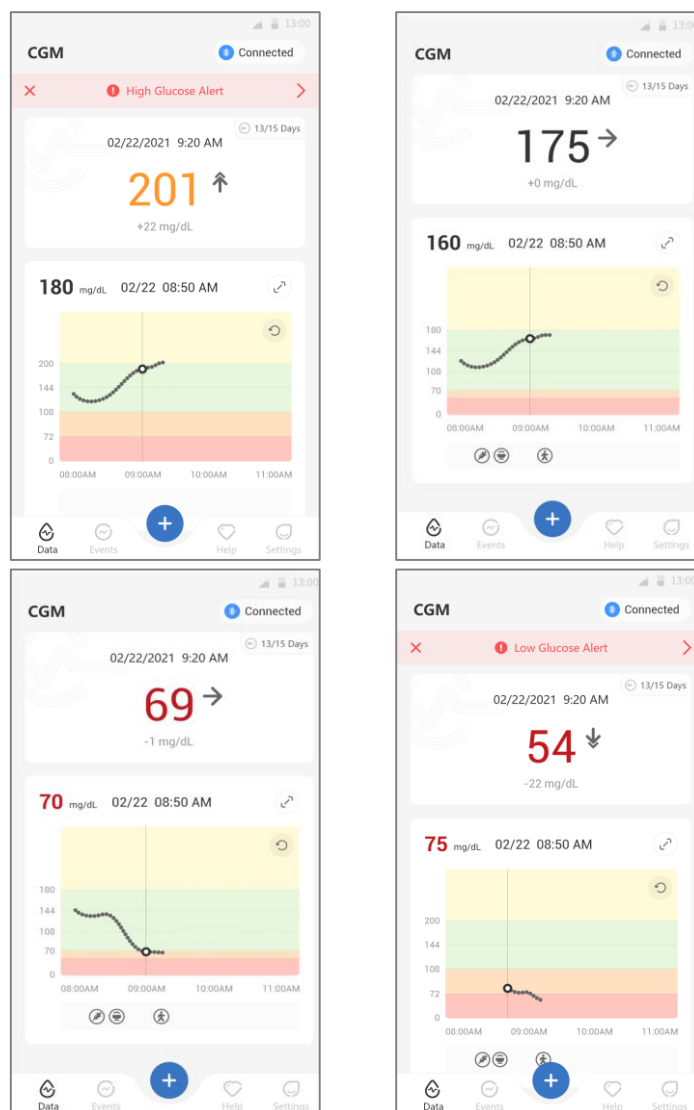 13:00
CGM
Connected
High Glucose Alert
13/15 Days
02/22/2021 9:20 AM
201
+22 mg/dL
180 mg/dL 02/22 08:50 AM
200
144
108
72
0
08:00AM 09:00AM 10:00AM 11:00AM
Data Events + Help Settings
13:00
CGM
Connected
13/15 Days
02/22/2021 9:20 AM
175
+0 mg/dL
160 mg/dL 02/22 08:50 AM
180
144
108
70
0
08:00AM 09:00AM 10:00AM 11:00AM
Data Events + Help Settings
13:00
CGM
Connected
13/15 Days
02/22/2021 9:20 AM
69
-1 mg/dL
70 mg/dL 02/22 08:50 AM
180
144
108
70
0
08:00AM 09:00AM 10:00AM 11:00AM
Data Events + Help Settings
13:00
CGM
Connected
Low Glucose Alert
13/15 Days
02/22/2021 9:20 AM
54
-22 mg/dL
75 mg/dL 02/22 08:50 AM
200
144
108
72
0
08:00AM 09:00AM 10:00AM 11:00AM
Data Events + Help Settings